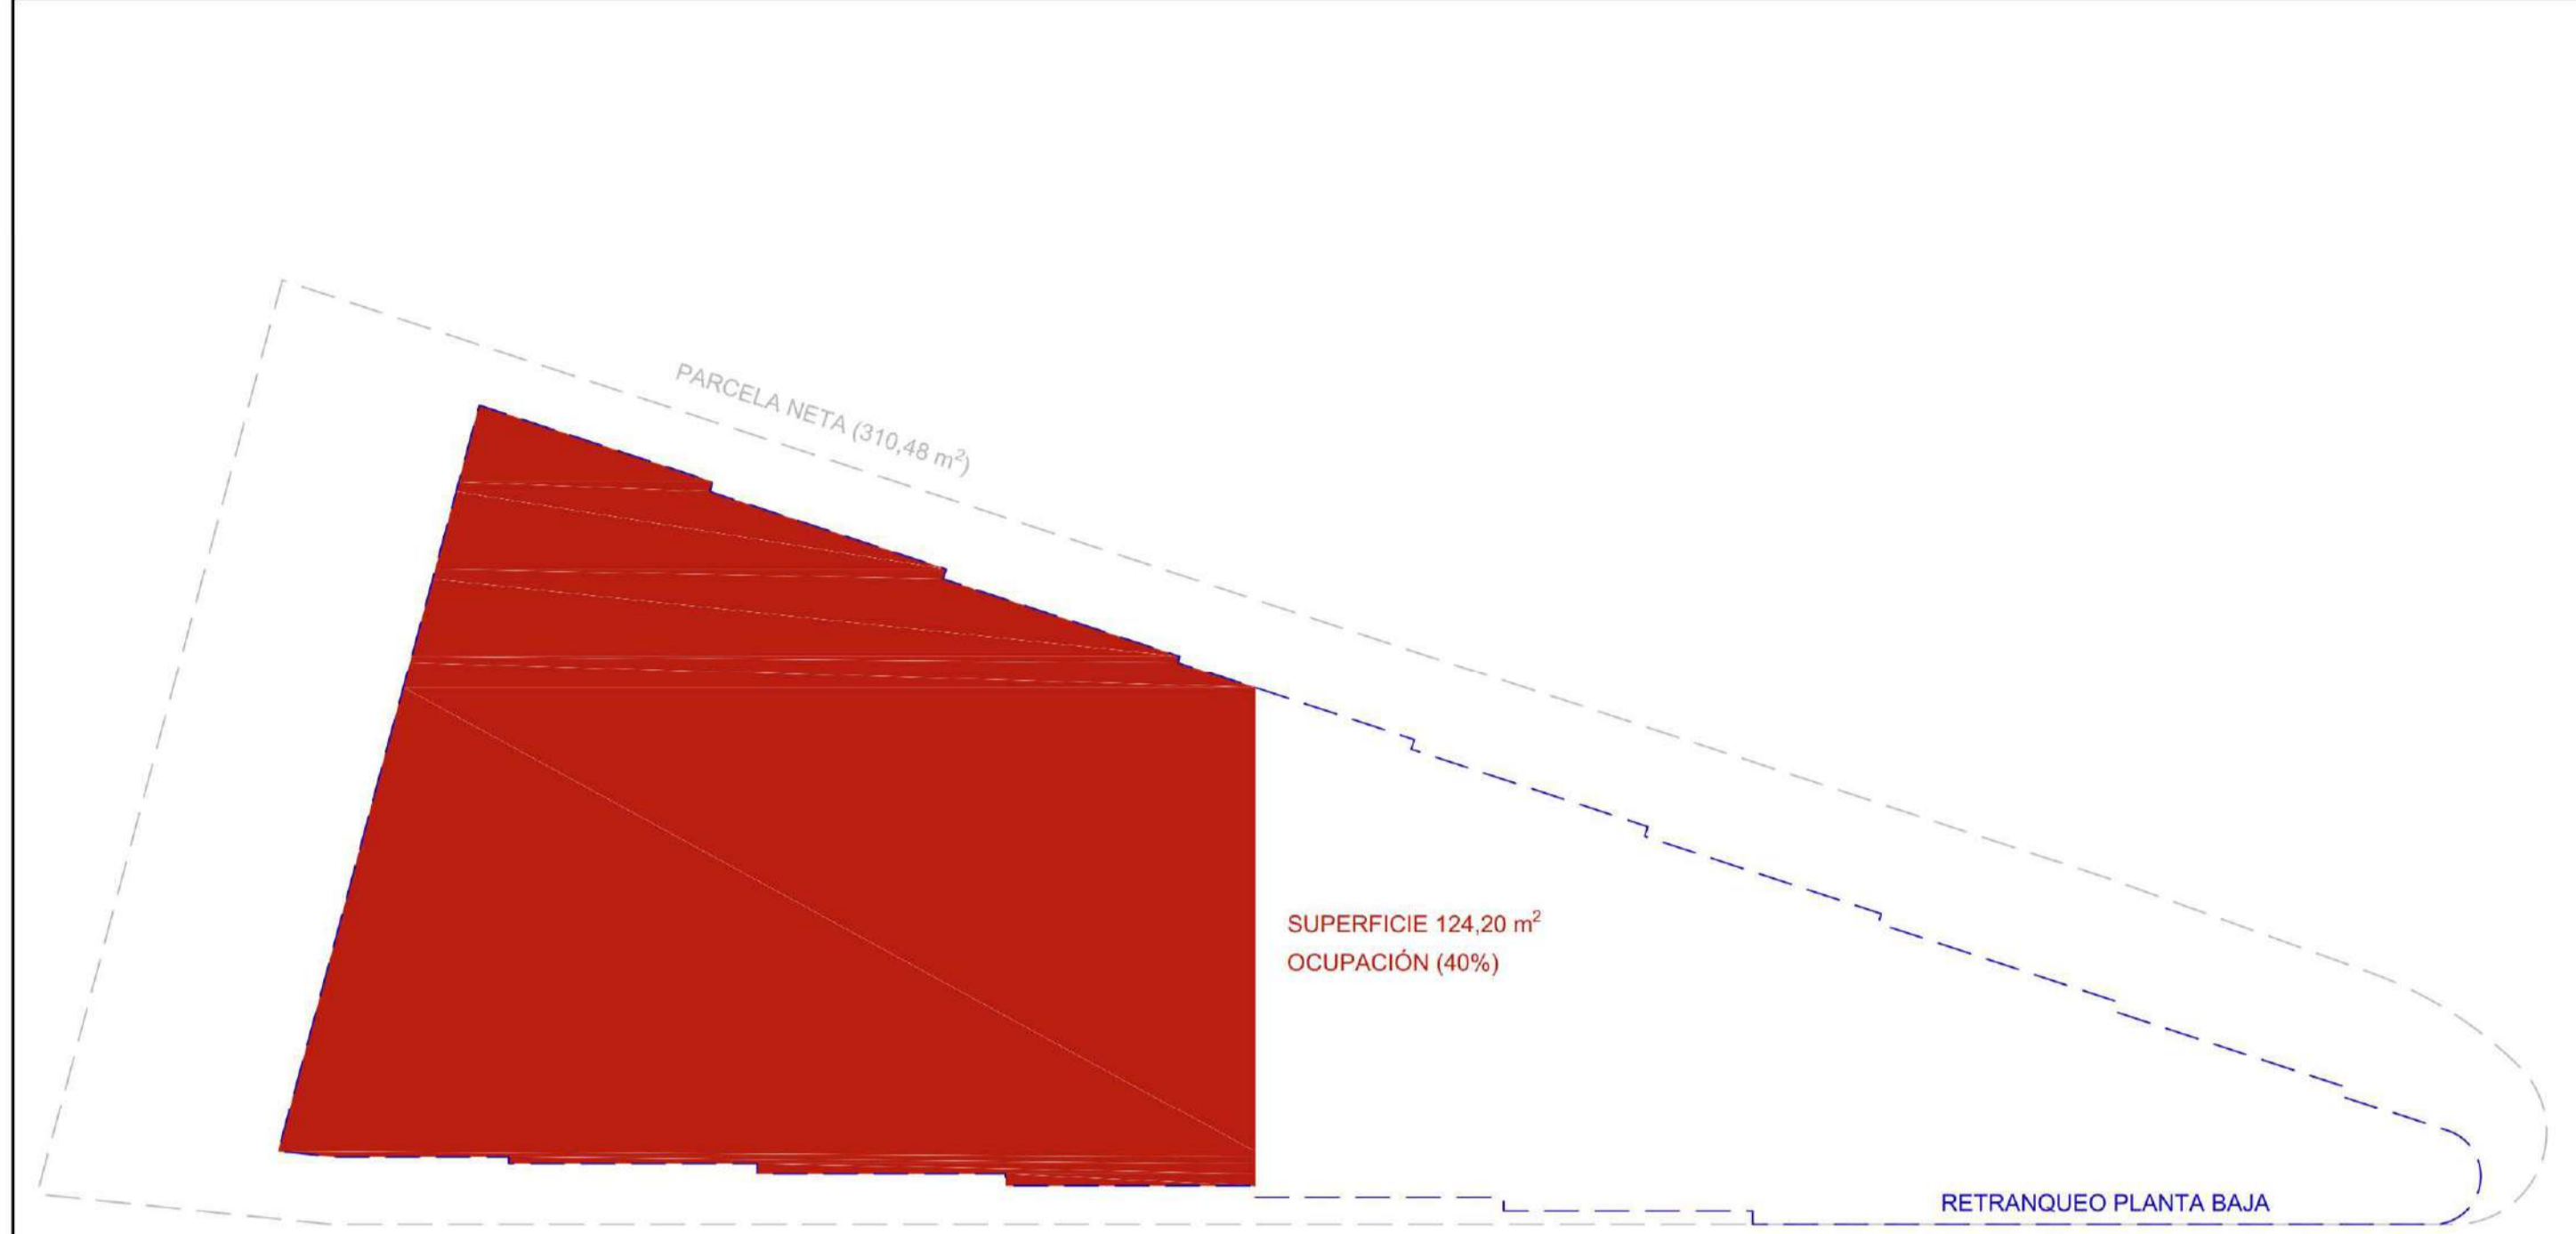 PARCELA NETA (310,48 m²)
SUPERFICIE 124,20 m²
OCUPACIÓN (40%)
RETRANQUEO PLANTA BAJA